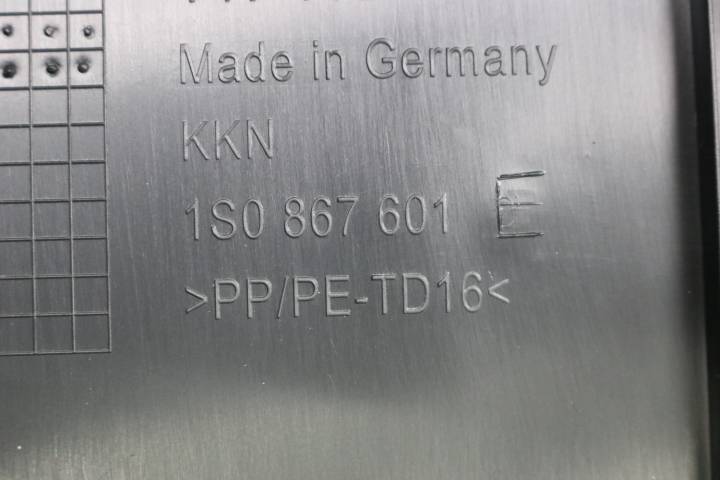 Made in Germany
KKN
1S0 867 601 E
>PP/PE-TD16<